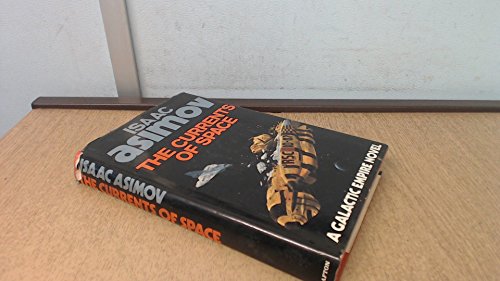 ISAAC
asimov
THE CURRENTS
OF SPACE
A GALACTIC EMPIRE NOVEL
ISAAC ASIMOV
THE CURRENTS OF SPACE